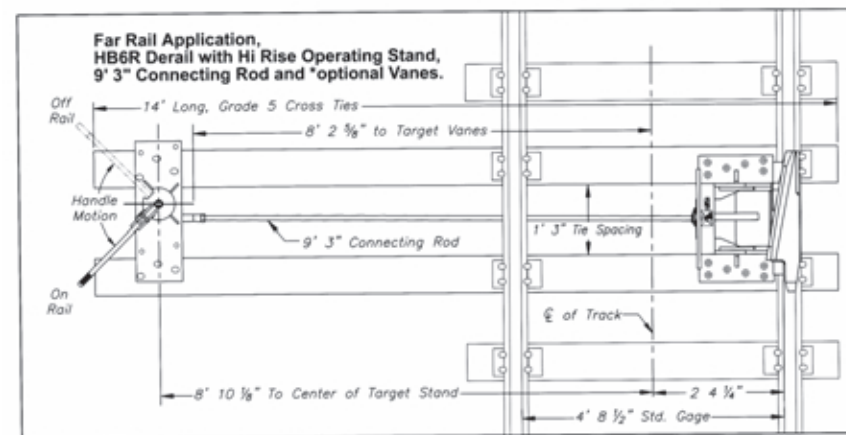 Far Rail Application,
HB6R Derail with Hi Rise Operating Stand,
9' 3" Connecting Rod and *optional Vanes.
Off
Rail
14' Long, Grade 5 Cross Ties
8' 2 5/8" to Target Vanes
Handle
Motion
9' 3" Connecting Rod
1' 3" Tie Spacing
On
Rail
℄ of Track
8' 10 1/8" To Center of Target Stand
2 4 1/4"
4' 8 1/2" Std. Gage